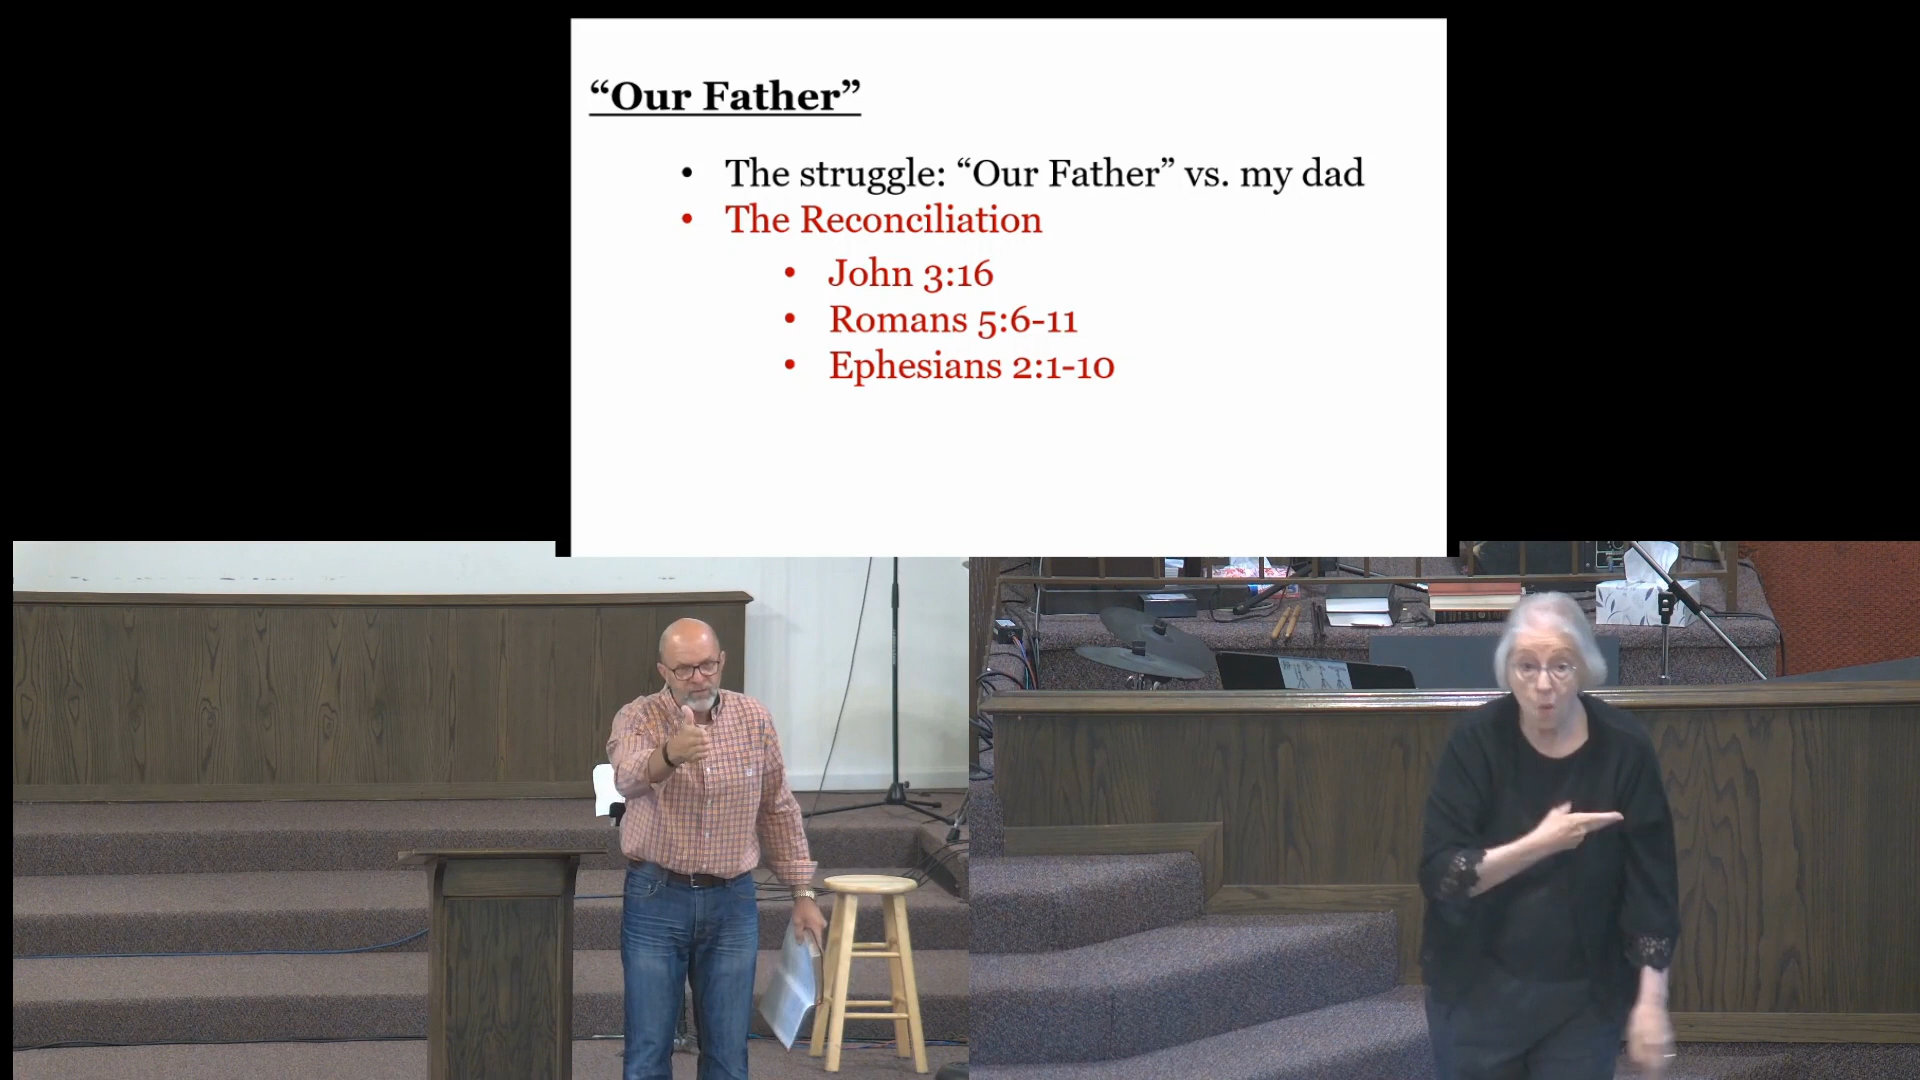 “Our Father”
• The struggle: “Our Father” vs. my dad
• The Reconciliation
• John 3:16
• Romans 5:6-11
• Ephesians 2:1-10